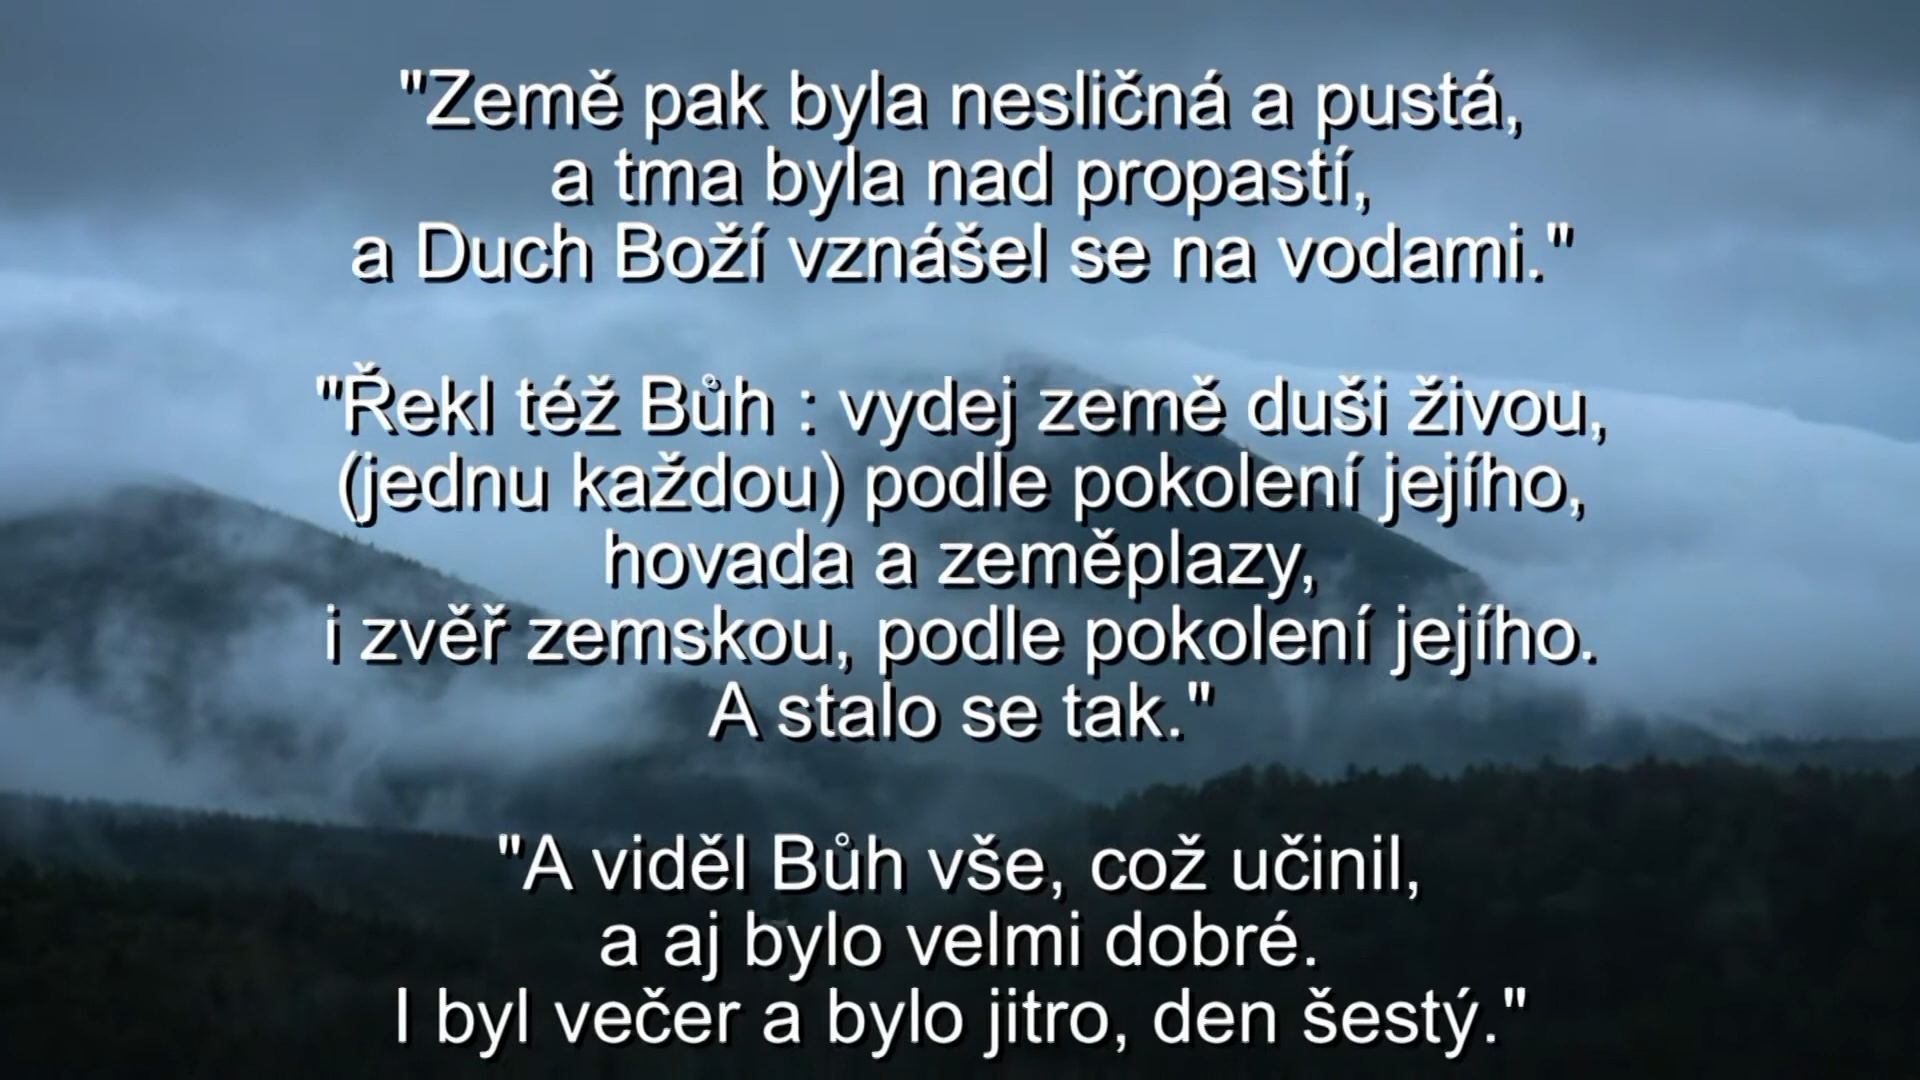 "Země pak byla nesličná a pustá,
a tma byla nad propastí,
a Duch Boží vznášel se na vodami."
"Řekl též Bůh : vydej země duši živou,
(jednu každou) podle pokolení jejího,
hovada a zeměplazy,
i zvěř zemskou, podle pokolení jejího.
A stalo se tak."
"A viděl Bůh vše, což učinil,
a aj bylo velmi dobré.
I byl večer a bylo jitro, den šestý."